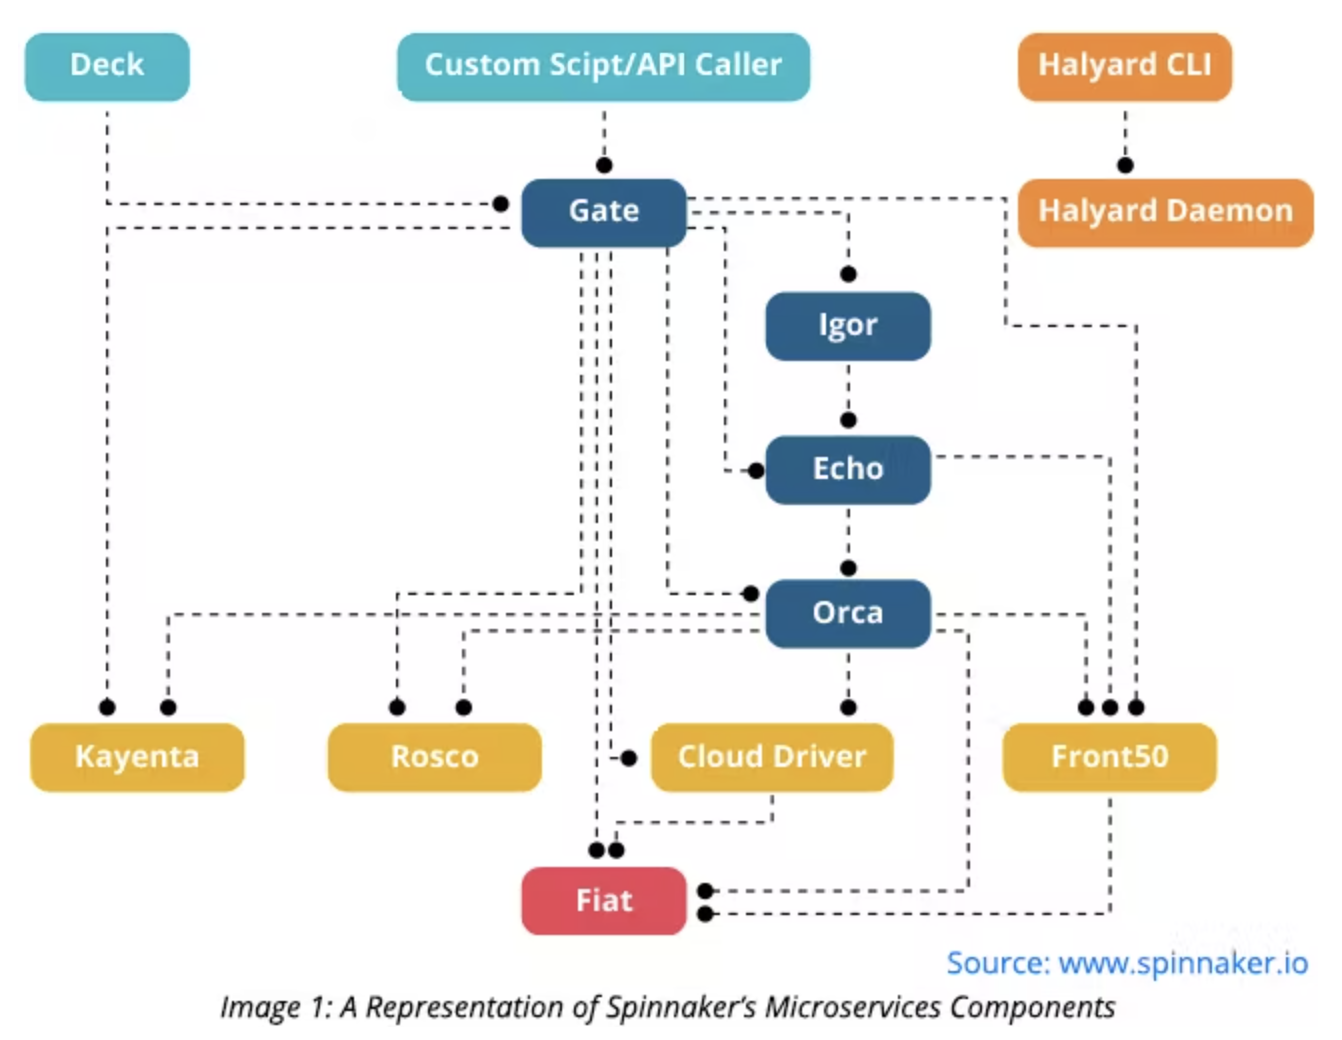 Deck
Custom Scipt/API Caller
Halyard CLI
Gate
Halyard Daemon
Igor
Echo
Orca
Kayenta
Rosco
Cloud Driver
Front50
Fiat
Source: www.spinnaker.io
Image 1: A Representation of Spinnaker's Microservices Components